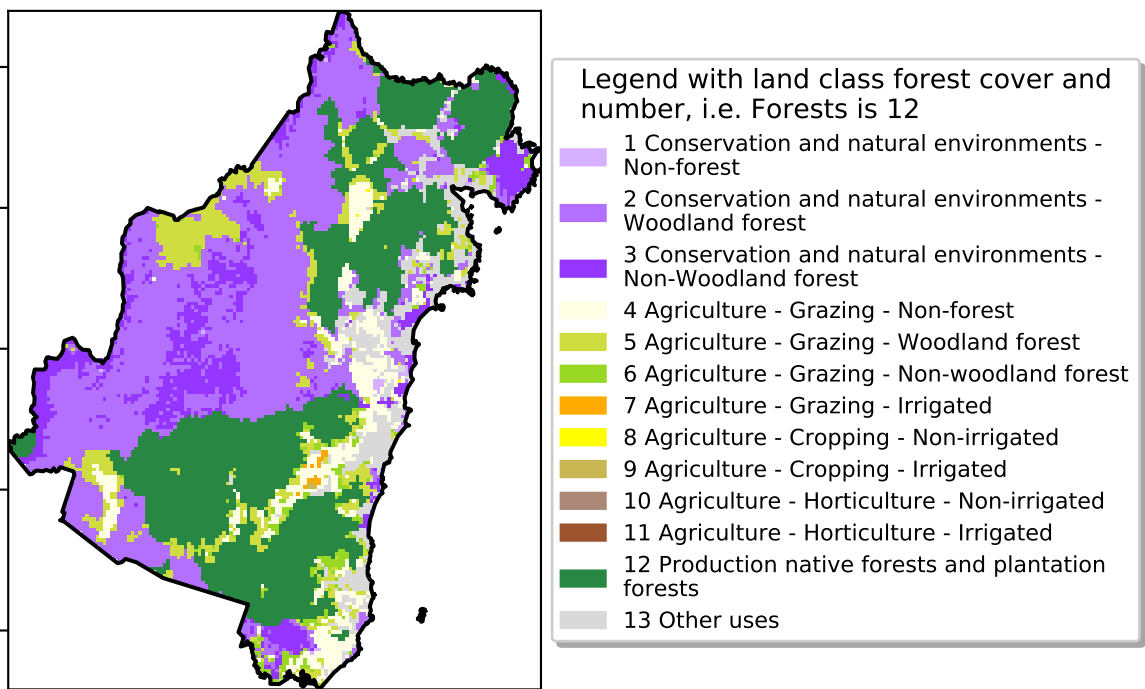 Legend with land class forest cover and
number, i.e. Forests is 12
1 Conservation and natural environments -
Non-forest
2 Conservation and natural environments -
Woodland forest
3 Conservation and natural environments -
Non-Woodland forest
4 Agriculture - Grazing - Non-forest
5 Agriculture - Grazing - Woodland forest
6 Agriculture - Grazing - Non-woodland forest
7 Agriculture - Grazing - Irrigated
8 Agriculture - Cropping - Non-irrigated
9 Agriculture - Cropping - Irrigated
10 Agriculture - Horticulture - Non-irrigated
11 Agriculture - Horticulture - Irrigated
12 Production native forests and plantation
forests
13 Other uses